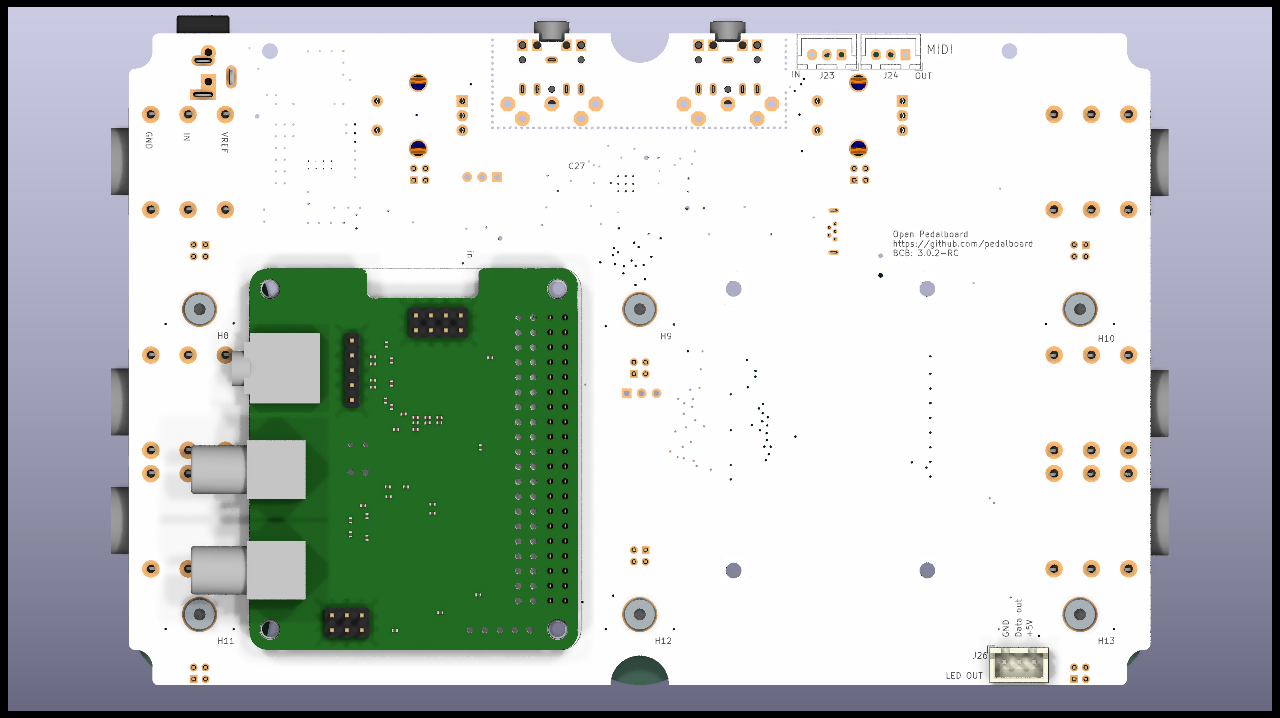 MIDI
IN J23 J24 OUT
GND
IN
VREF
C27
Open Pedalboard
https://github.com/pedalboard
BCB: 3.0.2-RC
in
H8
H9
H10
H11
H12
H13
GND
Data out
+5V
J26
LED OUT